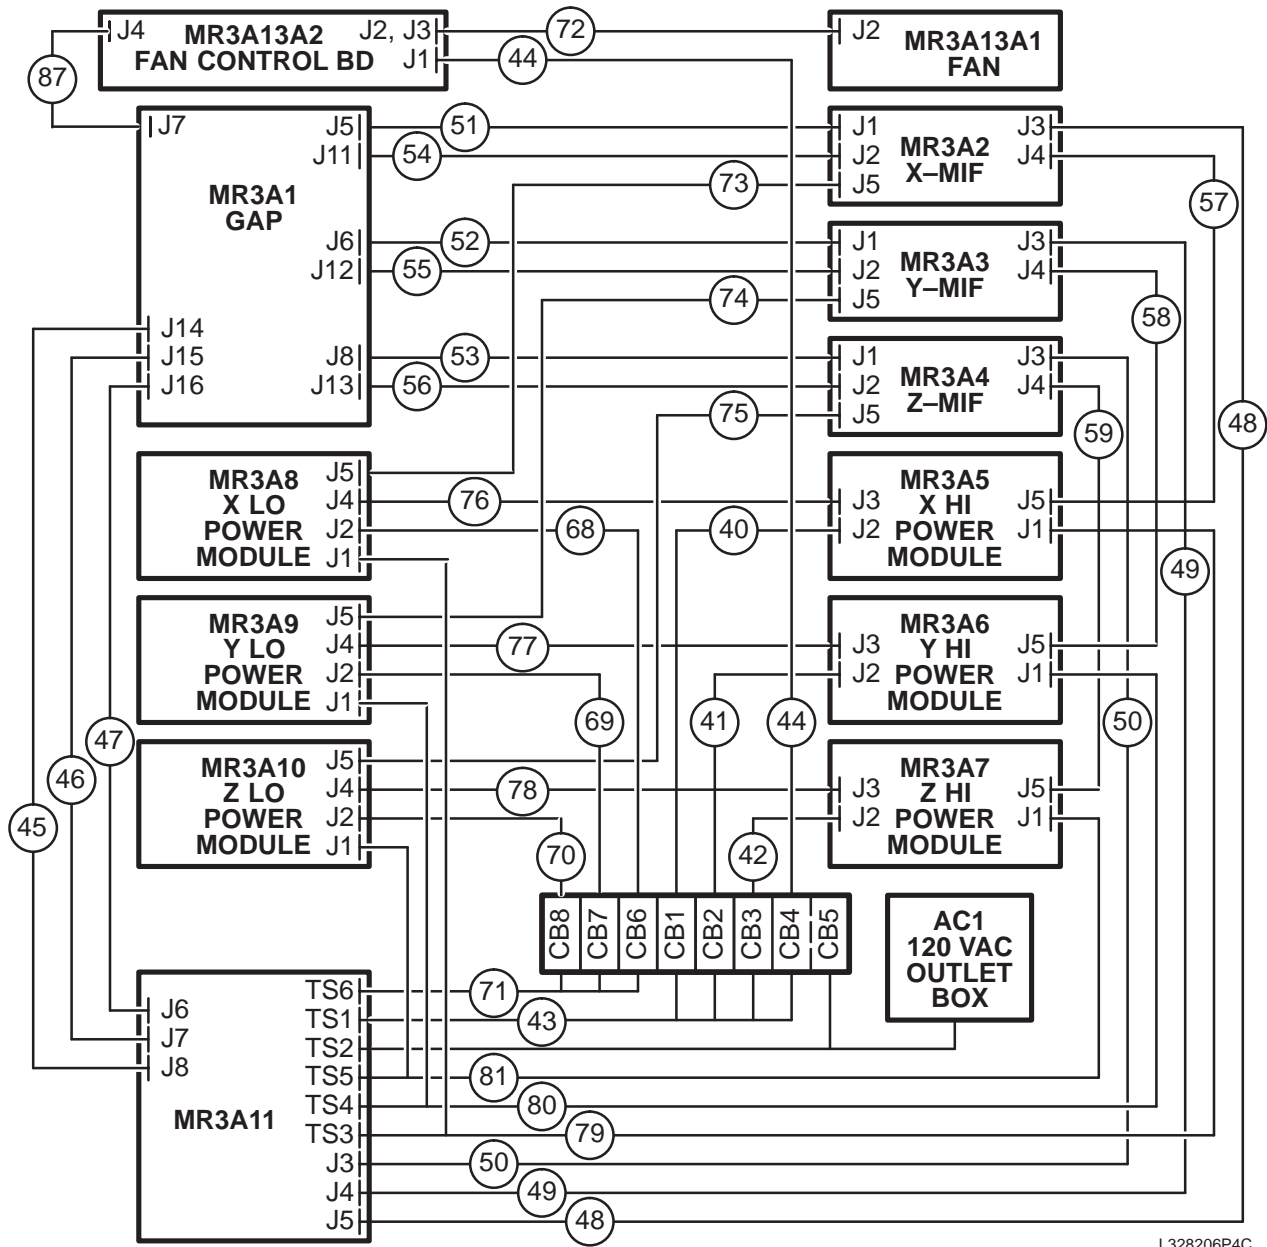 J4 MR3A13A2 J2, J3
FAN CONTROL BD J1
72
44
J2 MR3A13A1
FAN
87
J7 J5 51
J11 54
MR3A1
GAP
J6 52
J12 55
J14
J15 J8 53
J16 J13 56
J1 MR3A2 J3
J2 X–MIF J4
73 J5
57
J1 MR3A3 J3
J2 Y–MIF J4
74 J5
58
J1 MR3A4 J3
J2 Z–MIF J4
75 J5
59
48
MR3A8 J5
X LO J4 76
POWER J2 68
MODULE J1
MR3A5
J3 X HI J5
40 J2 POWER J1
MODULE
49
MR3A9 J5
Y LO J4 77
POWER J2
MODULE J1
69
41
44
MR3A6
J3 Y HI J5
J2 POWER J1
MODULE
50
47
46
45
MR3A10 J5
Z LO J4 78
POWER J2
MODULE J1
70
42
MR3A7
J3 Z HI J5
J2 POWER J1
MODULE
CB8 CB7 CB6 CB1 CB2 CB3 CB4 CB5
AC1
120 VAC
OUTLET
BOX
J6
J7
J8
MR3A11
TS6 71
TS1 43
TS2
TS5 81
TS4 80
TS3 79
J3 50
J4 49
J5 48
L328206P4C